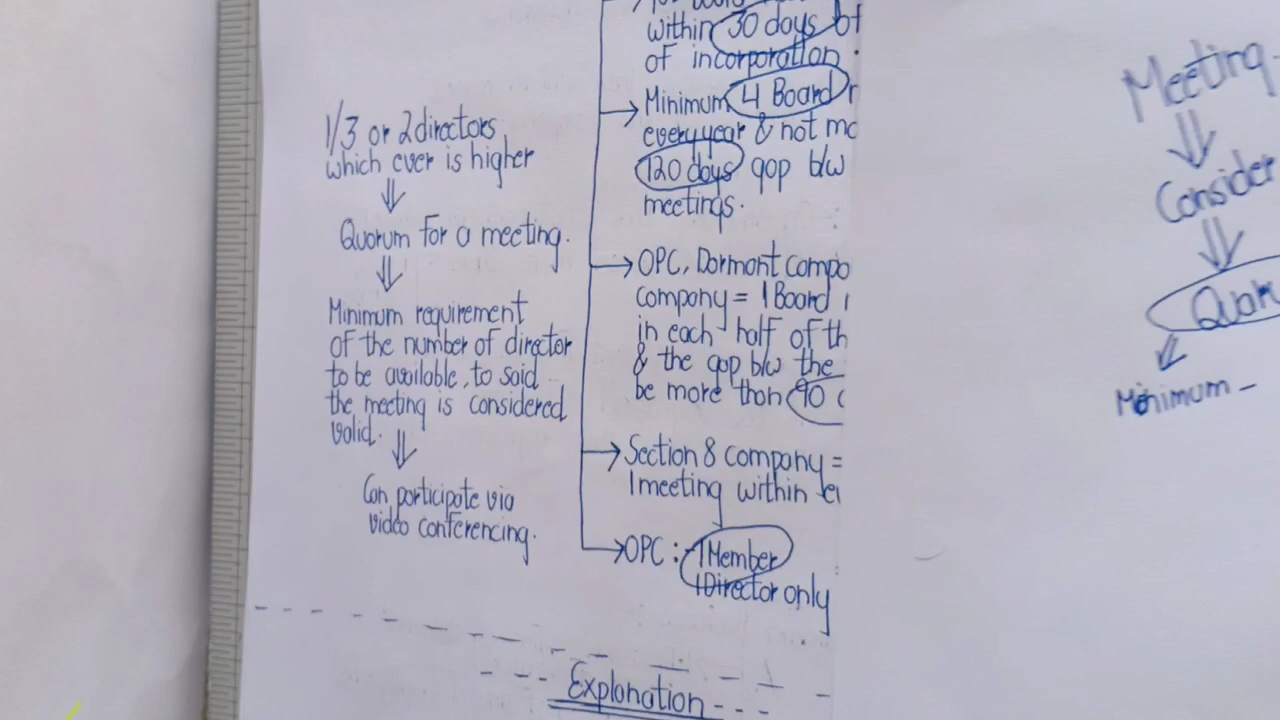 1/3 or 2 directors
which ever is higher
⇓
Quorum for a meeting.
⇓
Minimum requirement
of the number of director
to be available, to said
the meeting is considered
valid.
⇓
Can participate via
video conferencing.
within 30 days of
of incorporation
→ Minimum 4 Board
every year & not
120 days gap b/w
meetings.
→ OPC, Dormant
company = 1 Board
in each half of
& the gap b/w the
be more than 90
→ Section 8 company =
1 meeting within
→ OPC :- 1 Member
1 Director only
Explanation
Meeting.
⇓
Consider
⇓
Minimum -